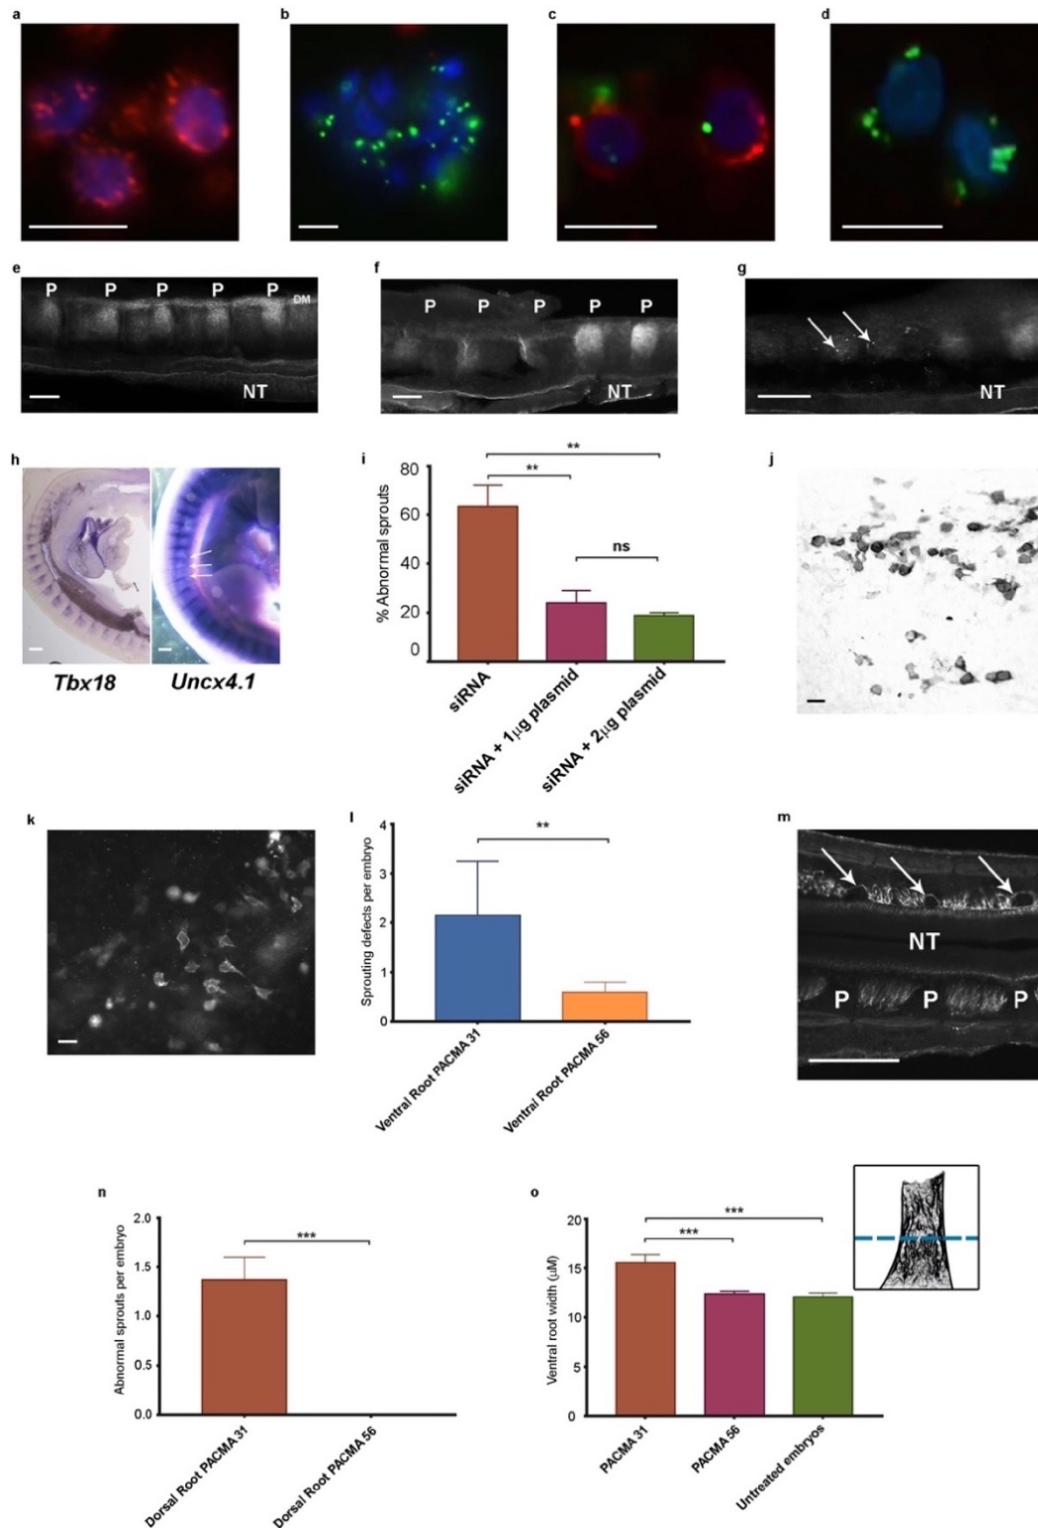 a
b
c
d
e
P P P P P
DM
NT
f
P P P P P
NT
g
NT
h
Tbx18
Uncx4.1
i
% Abnormal sprouts
80
60
40
20
0
**
**
ns
siRNA
siRNA + 1μg plasmid
siRNA + 2μg plasmid
j
k
l
Sprouting defects per embryo
4
3
2
1
0
**
Ventral Root PACMA 31
Ventral Root PACMA 56
m
NT
P P P
n
Abnormal sprouts per embryo
2.0
1.5
1.0
0.5
0.0
***
Dorsal Root PACMA 31
Dorsal Root PACMA 56
o
Ventral root width (μM)
20
15
10
5
0
***
***
PACMA 31
PACMA 56
Untreated embryos